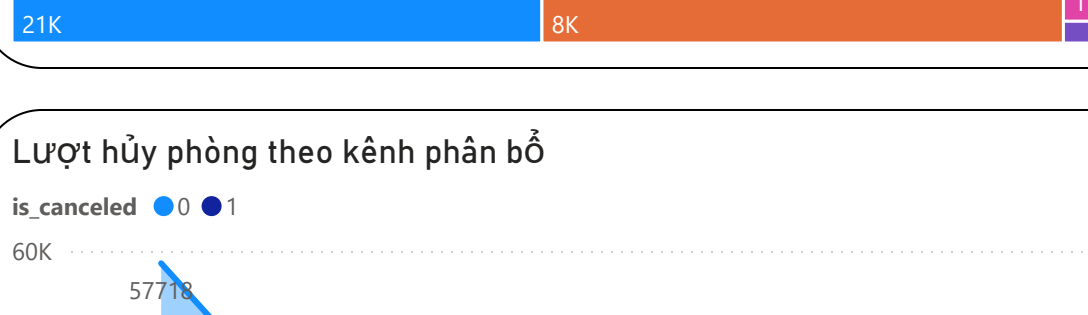 21K 8K
Lượt hủy phòng theo kênh phân bổ
is_canceled 0 1
60K
57718